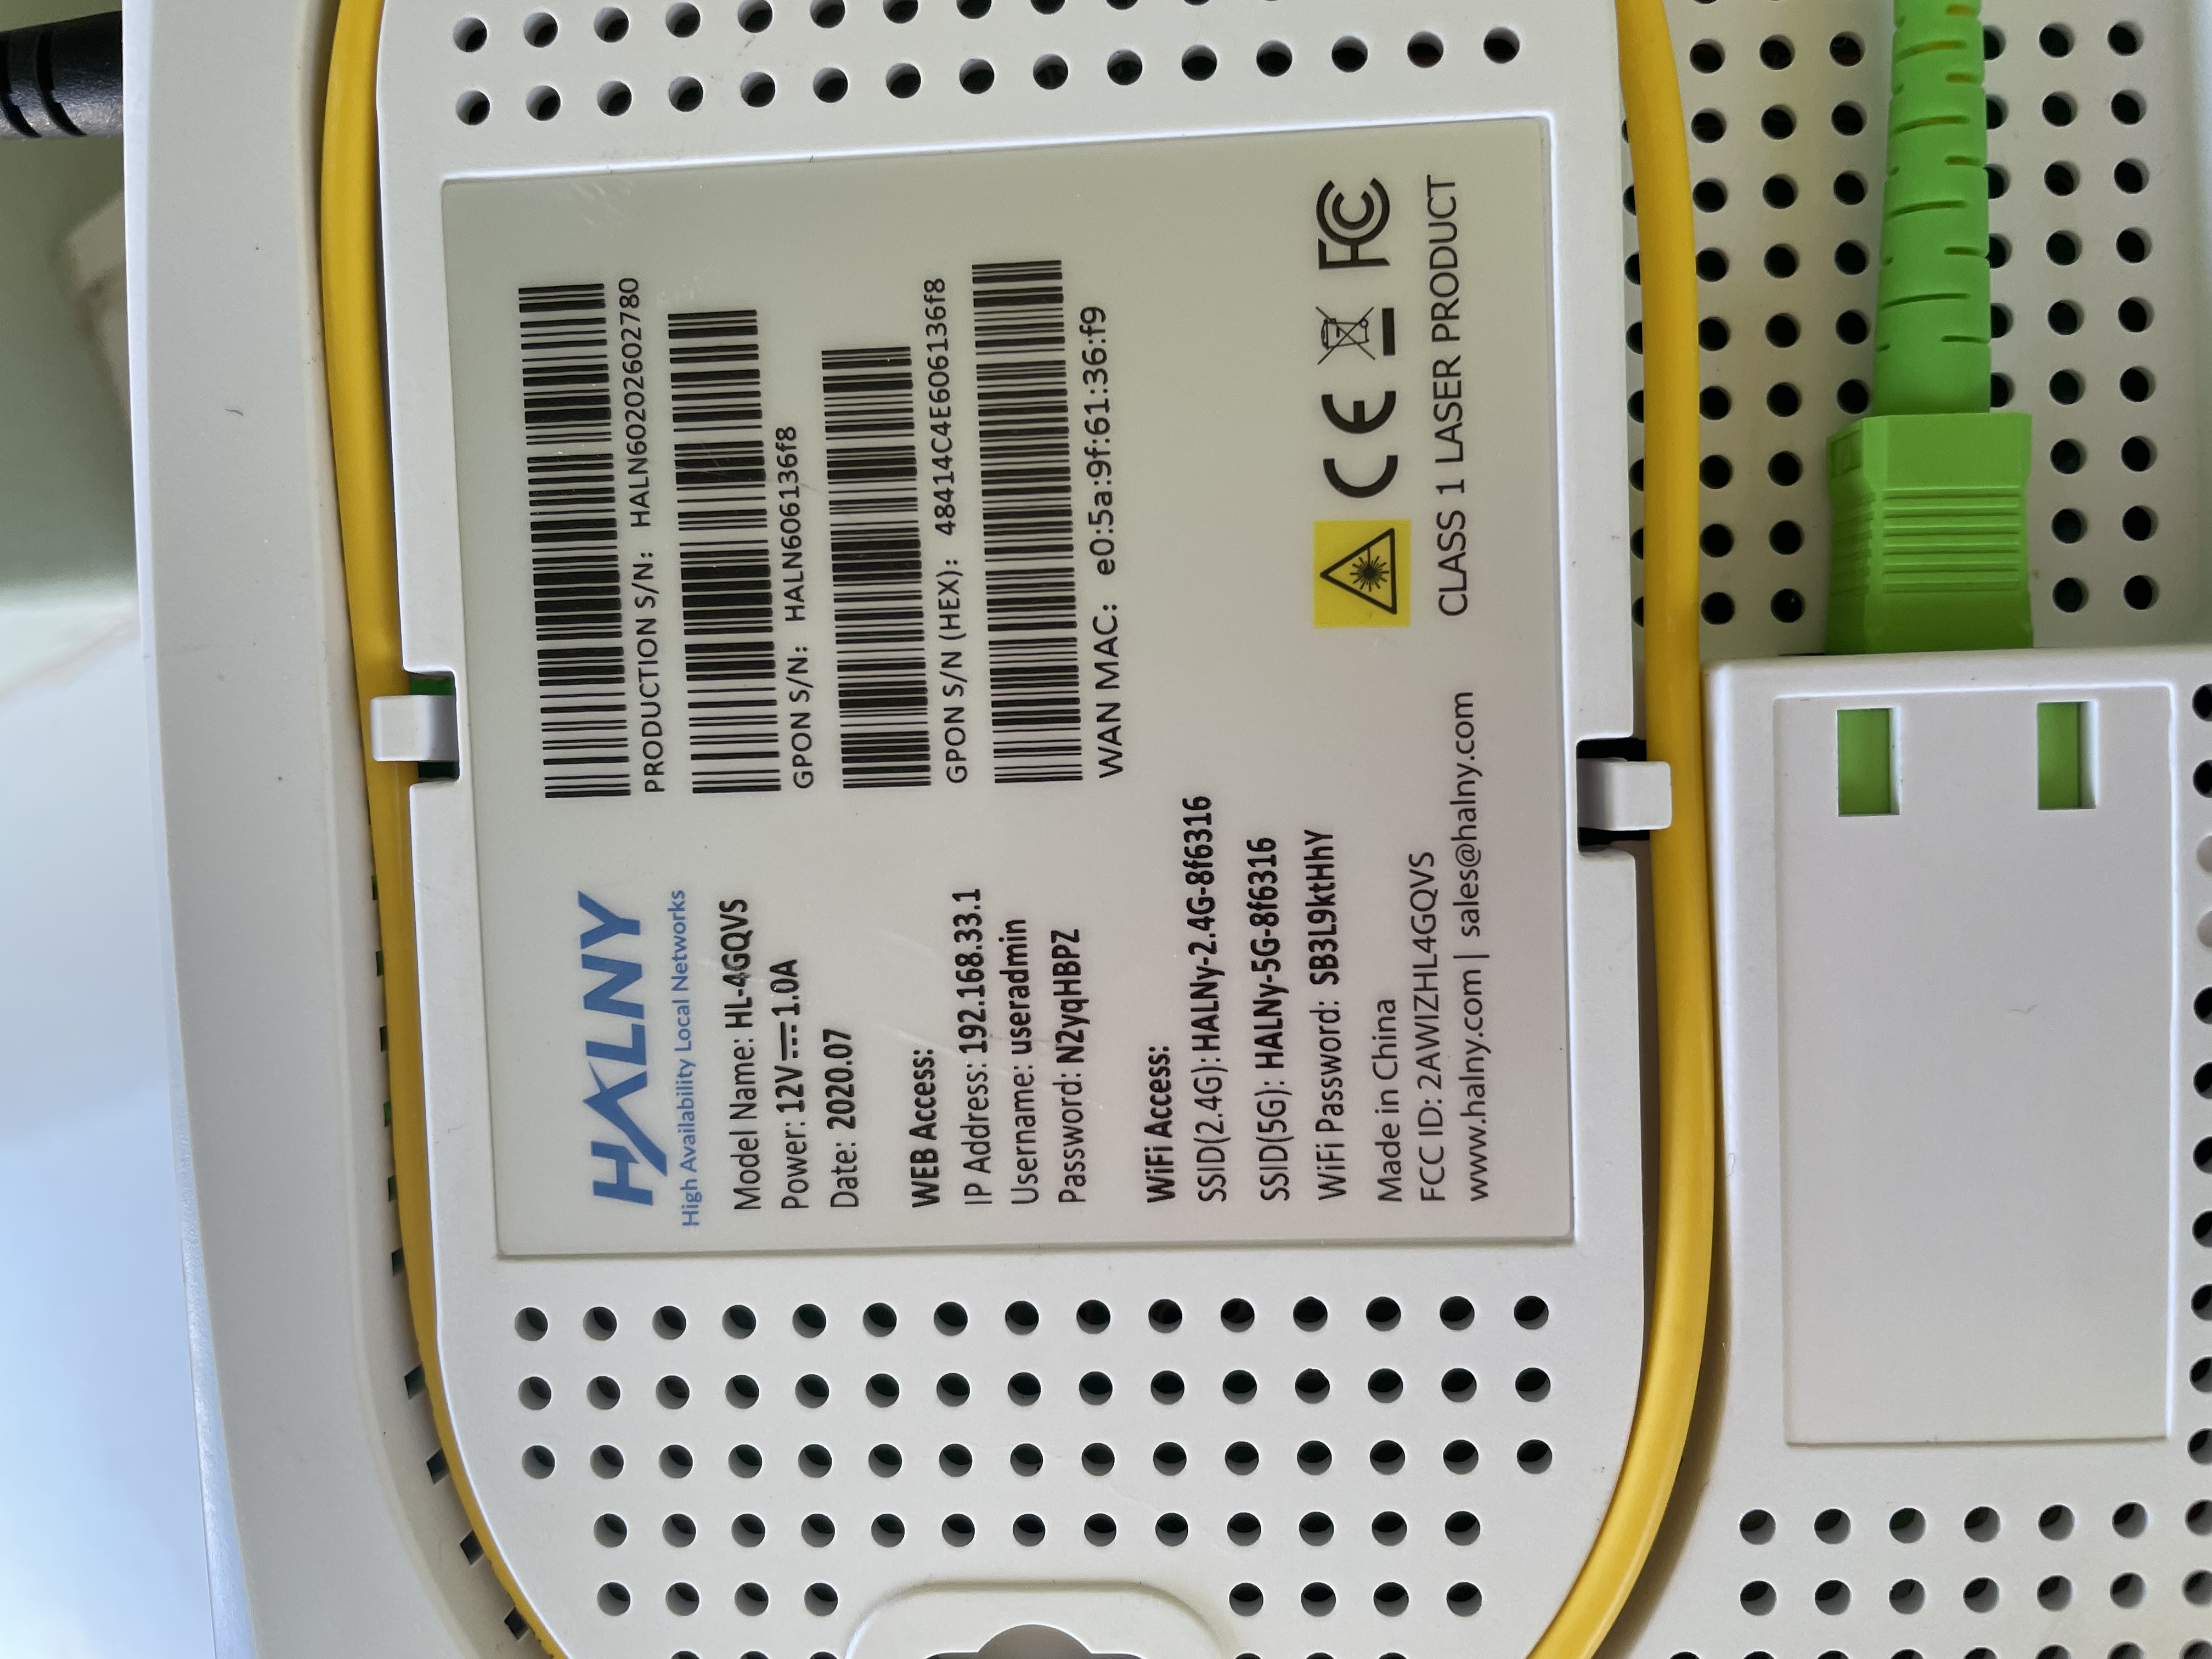 HALNY
High Availability Local Networks
Model Name: HL-4GQVS
Power: 12V⎓1.0A
Date: 2020.07
WEB Access:
IP Address: 192.168.33.1
Username: useradmin
Password: N2yqHBPZ
WiFi Access:
SSID(2.4G): HALNy-2.4G-8f6316
SSID(5G): HALNy-5G-8f6316
WiFi Password: SB3L9ktHhY
Made in China
FCC ID: 2AWIZHL4GQVS
www.halny.com | sales@halny.com
PRODUCTION S/N: HALN60202602780
GPON S/N: HALN606136f8
GPON S/N (HEX): 48414C4E606136f8
WAN MAC: e0:5a:9f:61:36:f9
CE FC
CLASS 1 LASER PRODUCT